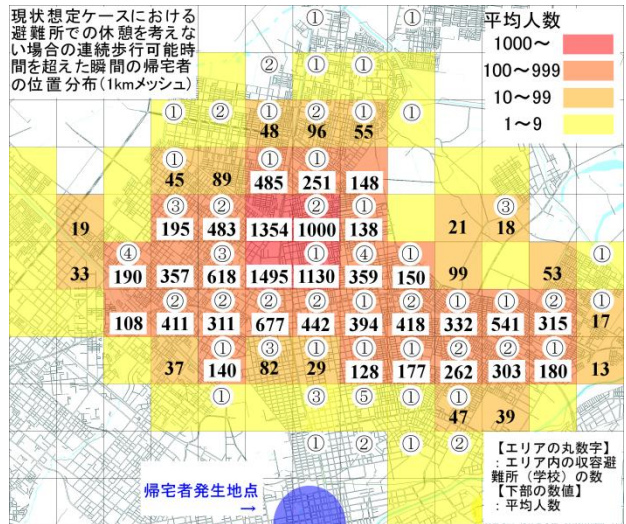 現状想定ケースにおける
避難所での休憩を考えな
い場合の連続歩行可能時
間を超えた瞬間の帰宅者
の位置分布(1kmメッシュ)
平均人数
1000～
100～999
10～99
1～9
① ①
② ① ①
① ② ① ② ① ①
48 96 55
① ① ①
45 89 485 251 148
③ ② ② ① ③
19 195 483 1354 1000 138 21 18
④ ③ ① ④ ① ①
33 190 357 618 1495 1130 359 150 99 53
② ② ② ② ① ② ① ① ② ①
108 411 311 677 442 394 418 332 541 315 17
① ③ ① ① ① ② ② ①
37 140 82 29 128 177 262 303 180 13
① ③ ⑤ ① ①
47 39
① ② ① ②
帰宅者発生地点
→
【エリアの丸数字】
:エリア内の収容避
難所(学校)の数
【下部の数値】
:平均人数